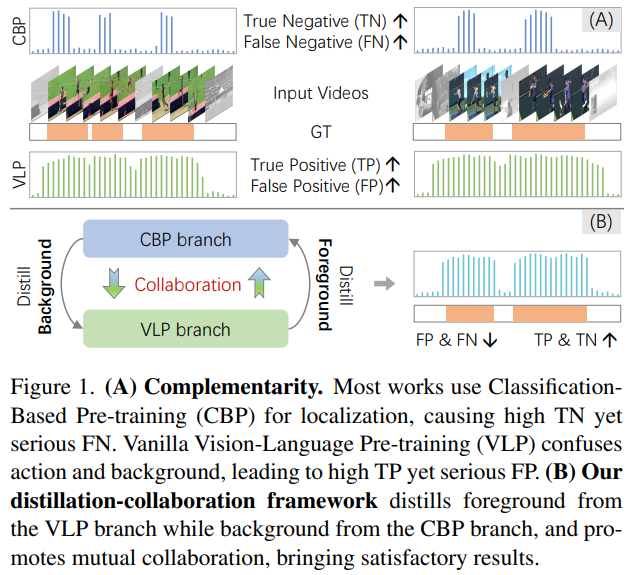 CBP
True Negative (TN) ↑
False Negative (FN) ↑
(A)
Input Videos
GT
VLP
True Positive (TP) ↑
False Positive (FP) ↑
(B)
Distill
Background
CBP branch
Collaboration
VLP branch
Foreground
Distill
FP & FN ↓
TP & TN ↑
Figure 1. (A) Complementarity. Most works use Classification-
Based Pre-training (CBP) for localization, causing high TN yet
serious FN. Vanilla Vision-Language Pre-training (VLP) confuses
action and background, leading to high TP yet serious FP. (B) Our
distillation-collaboration framework distills foreground from
the VLP branch while background from the CBP branch, and pro-
motes mutual collaboration, bringing satisfactory results.